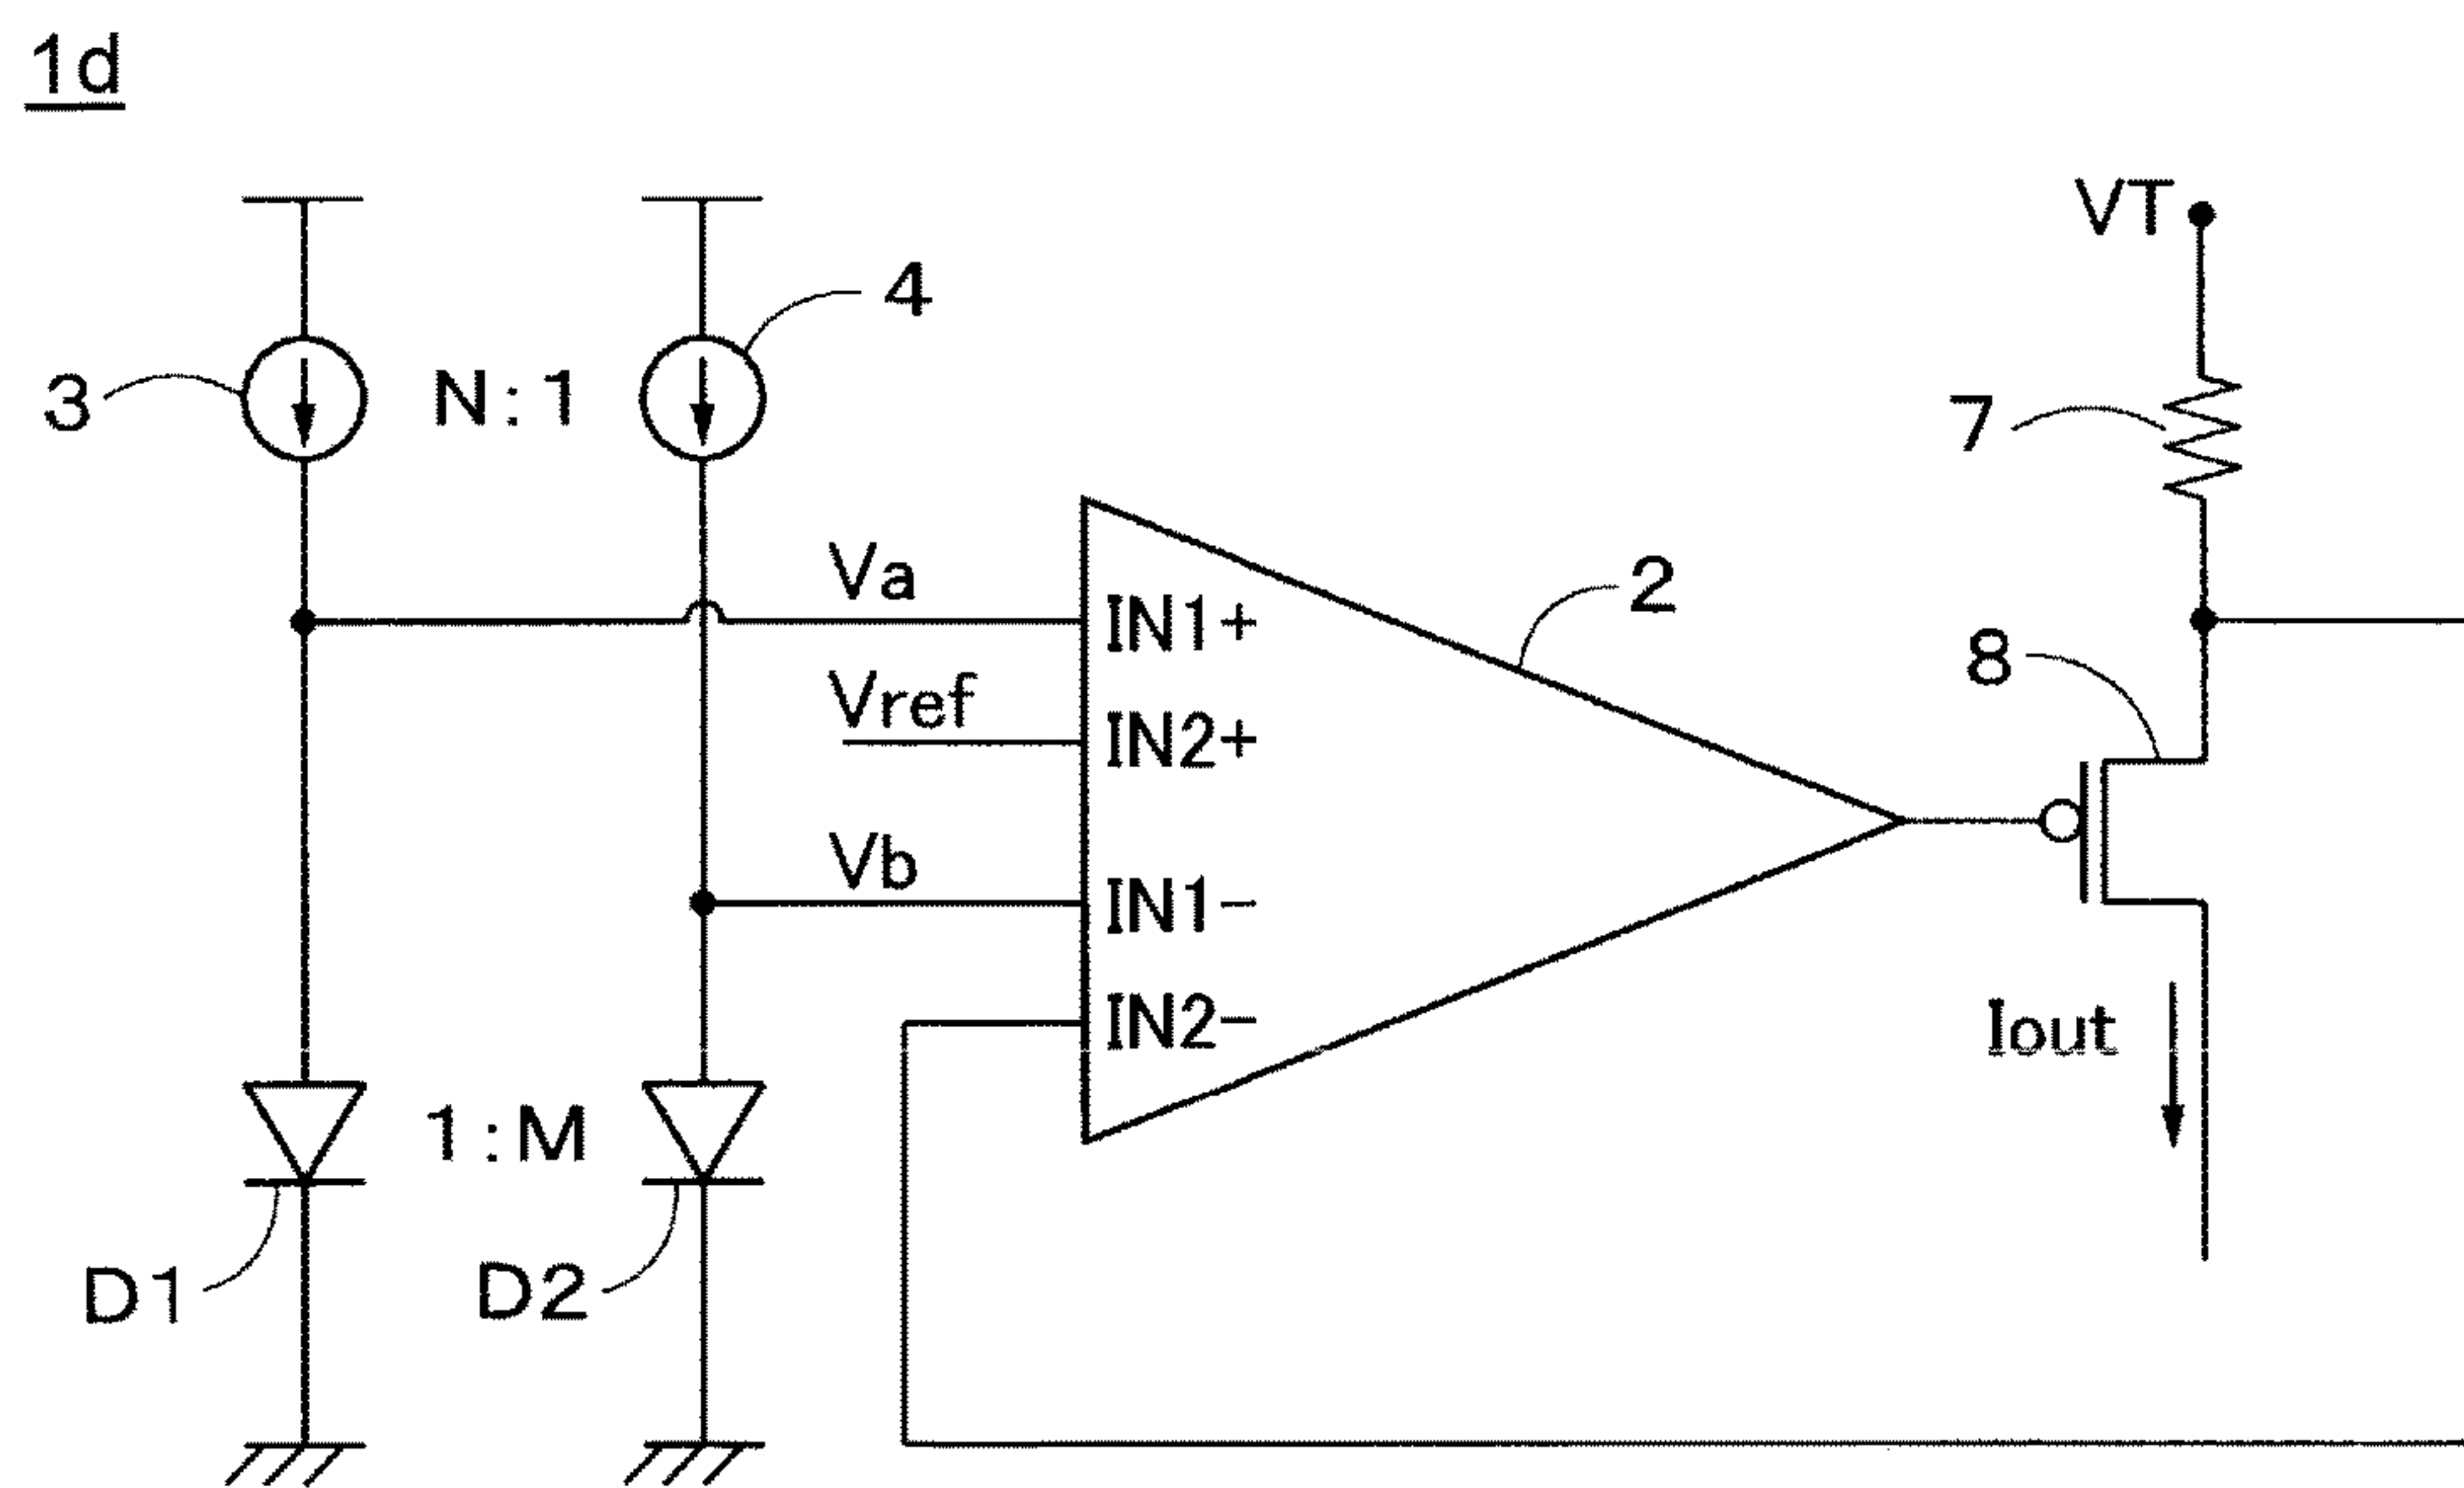 1d
VT
4
3
N:1
7
Va
2
IN1+
8
Vref
IN2+
Vb
IN1-
IN2-
Iout
1:M
D1
D2